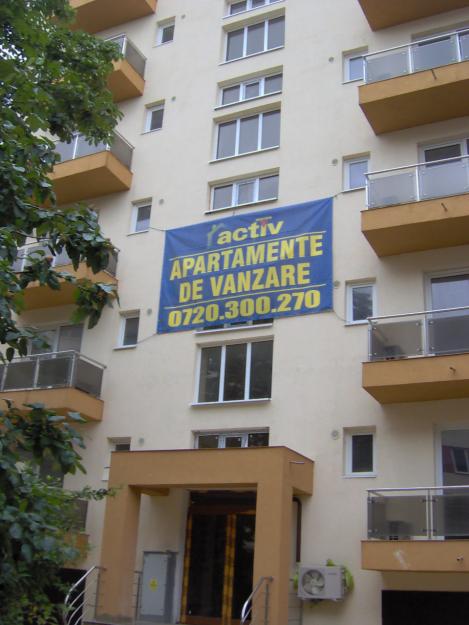 activ
APARTAMENTE
DE VANZARE
0720.300.270